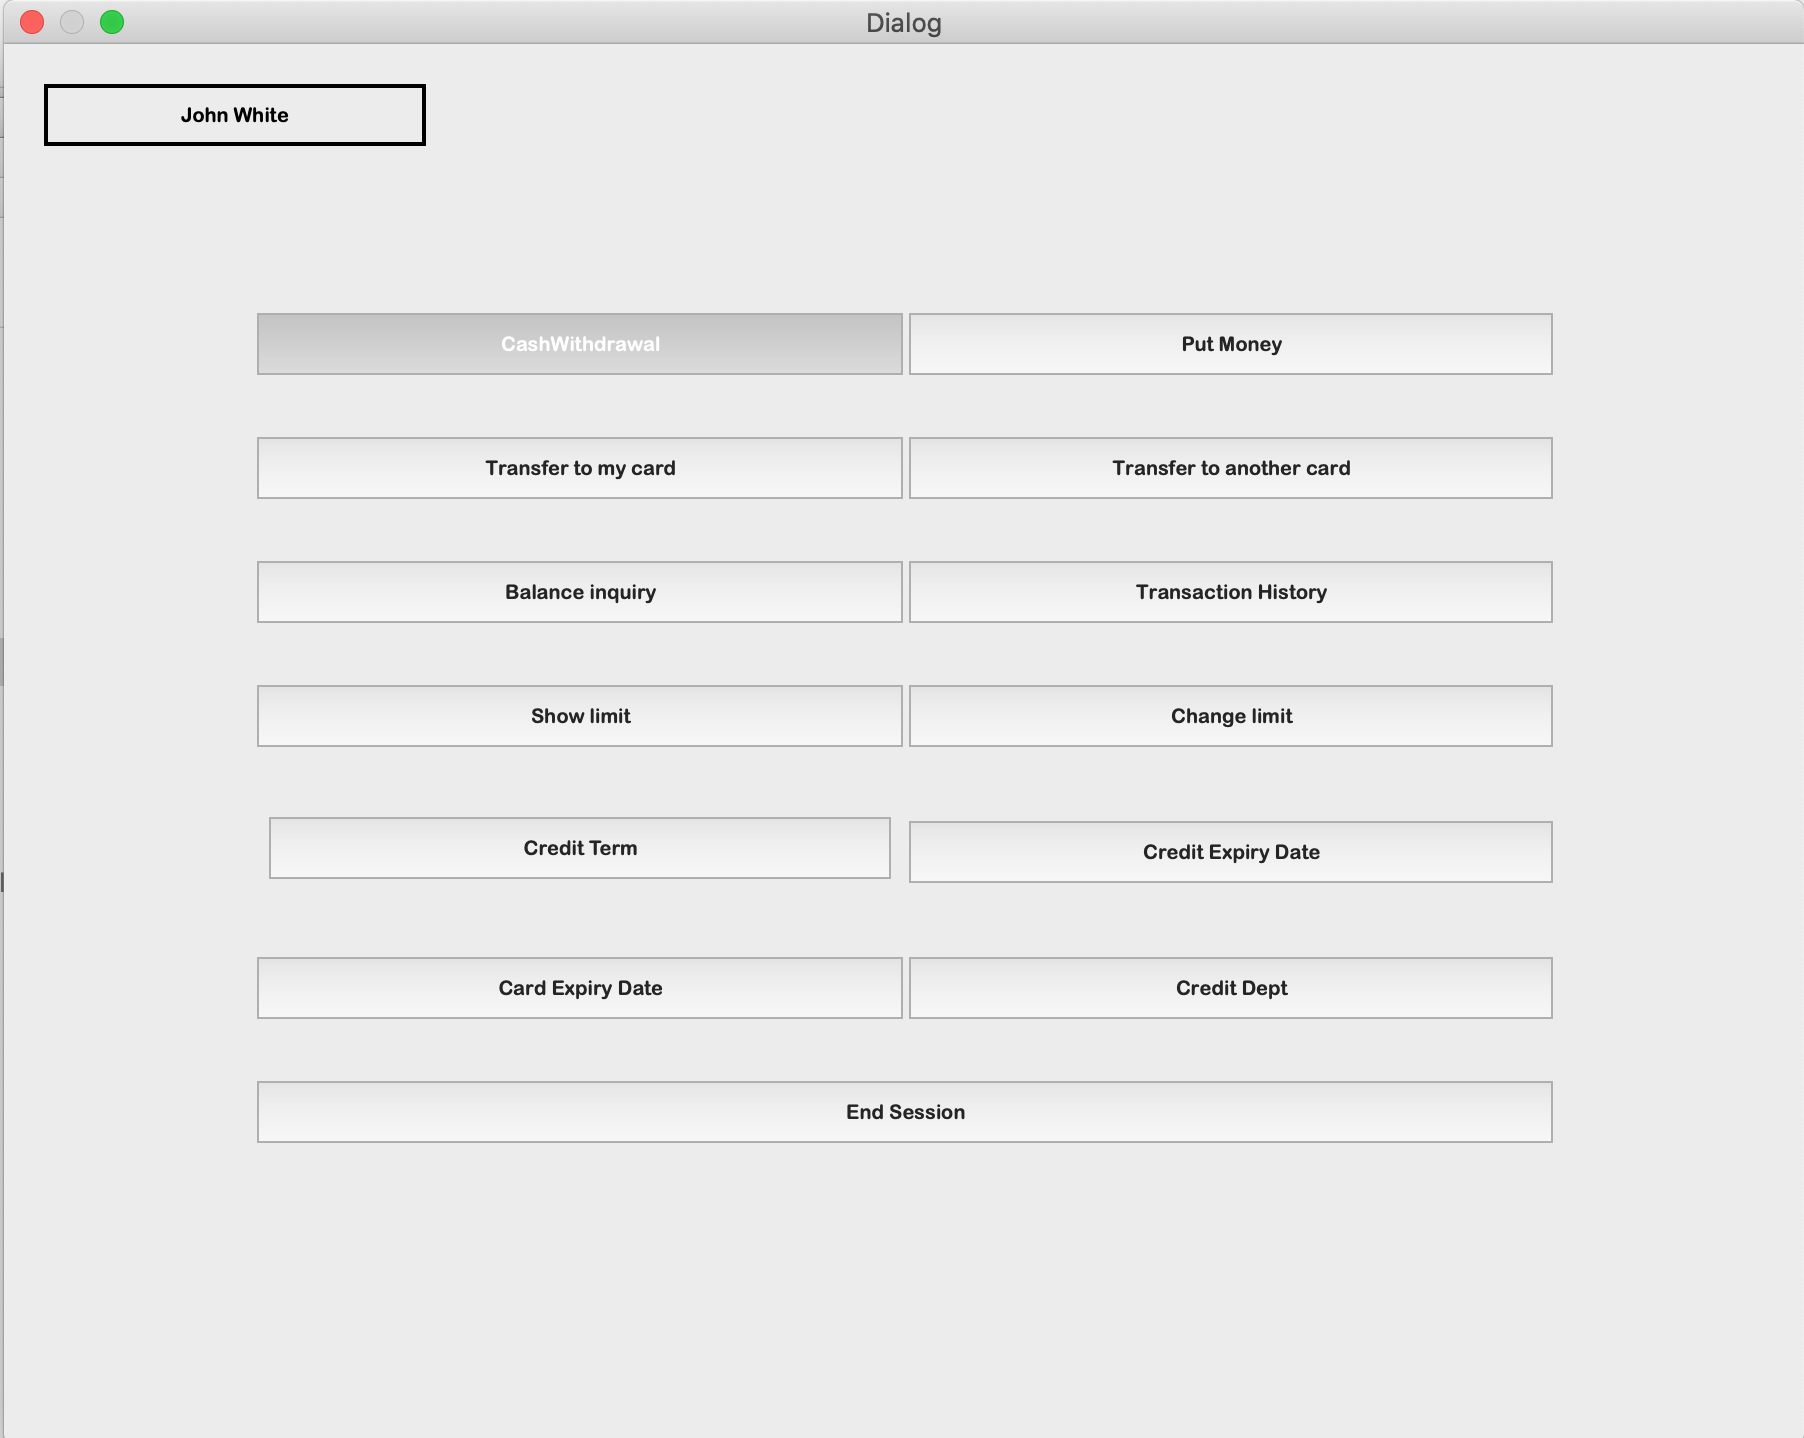 Dialog
John White
CashWithdrawal
Put Money
Transfer to my card
Transfer to another card
Balance inquiry
Transaction History
Show limit
Change limit
Credit Term
Credit Expiry Date
Card Expiry Date
Credit Dept
End Session